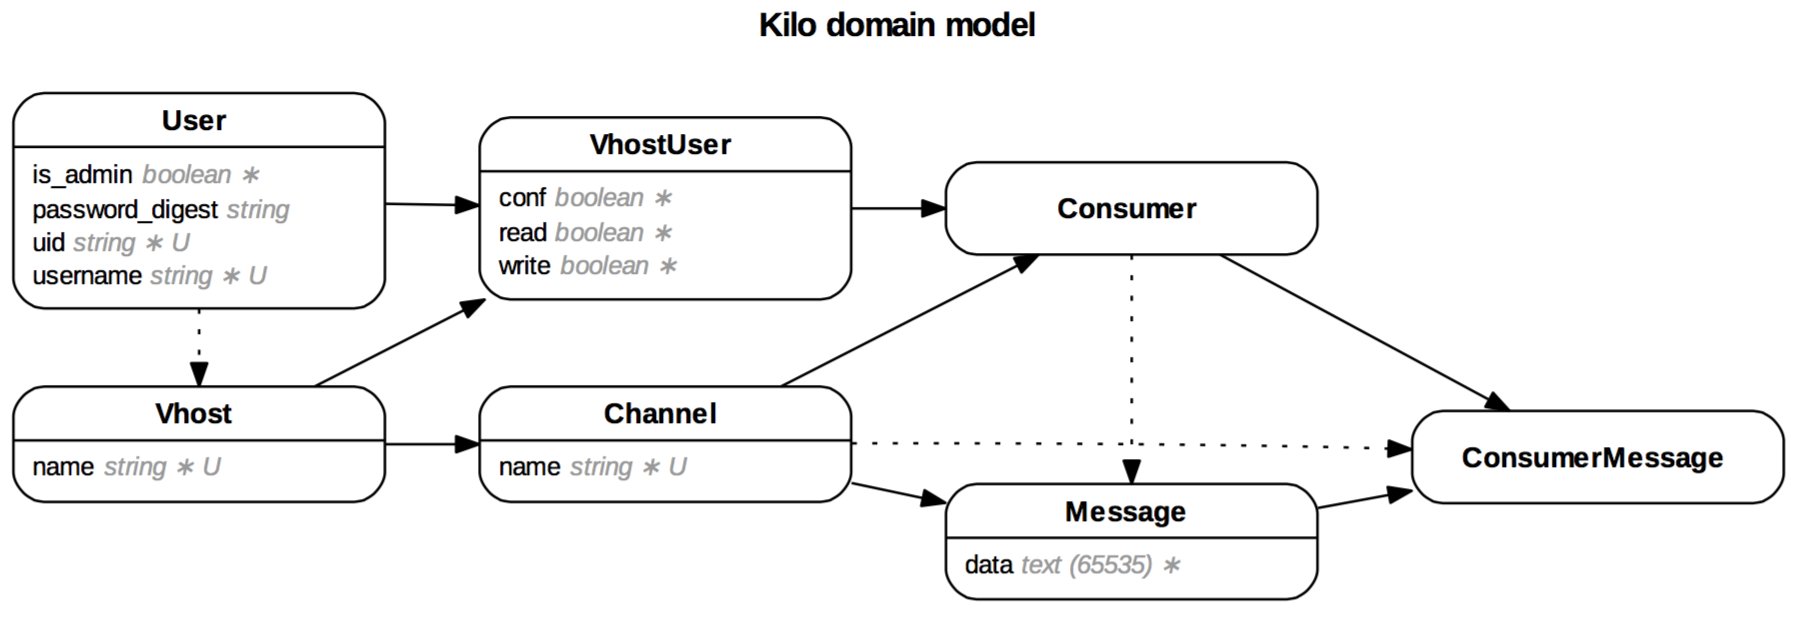 Kilo domain model
User
is_admin boolean ∗
password_digest string
uid string ∗ U
username string ∗ U
VhostUser
conf boolean ∗
read boolean ∗
write boolean ∗
Consumer
Vhost
name string ∗ U
Channel
name string ∗ U
Message
data text (65535) ∗
ConsumerMessage